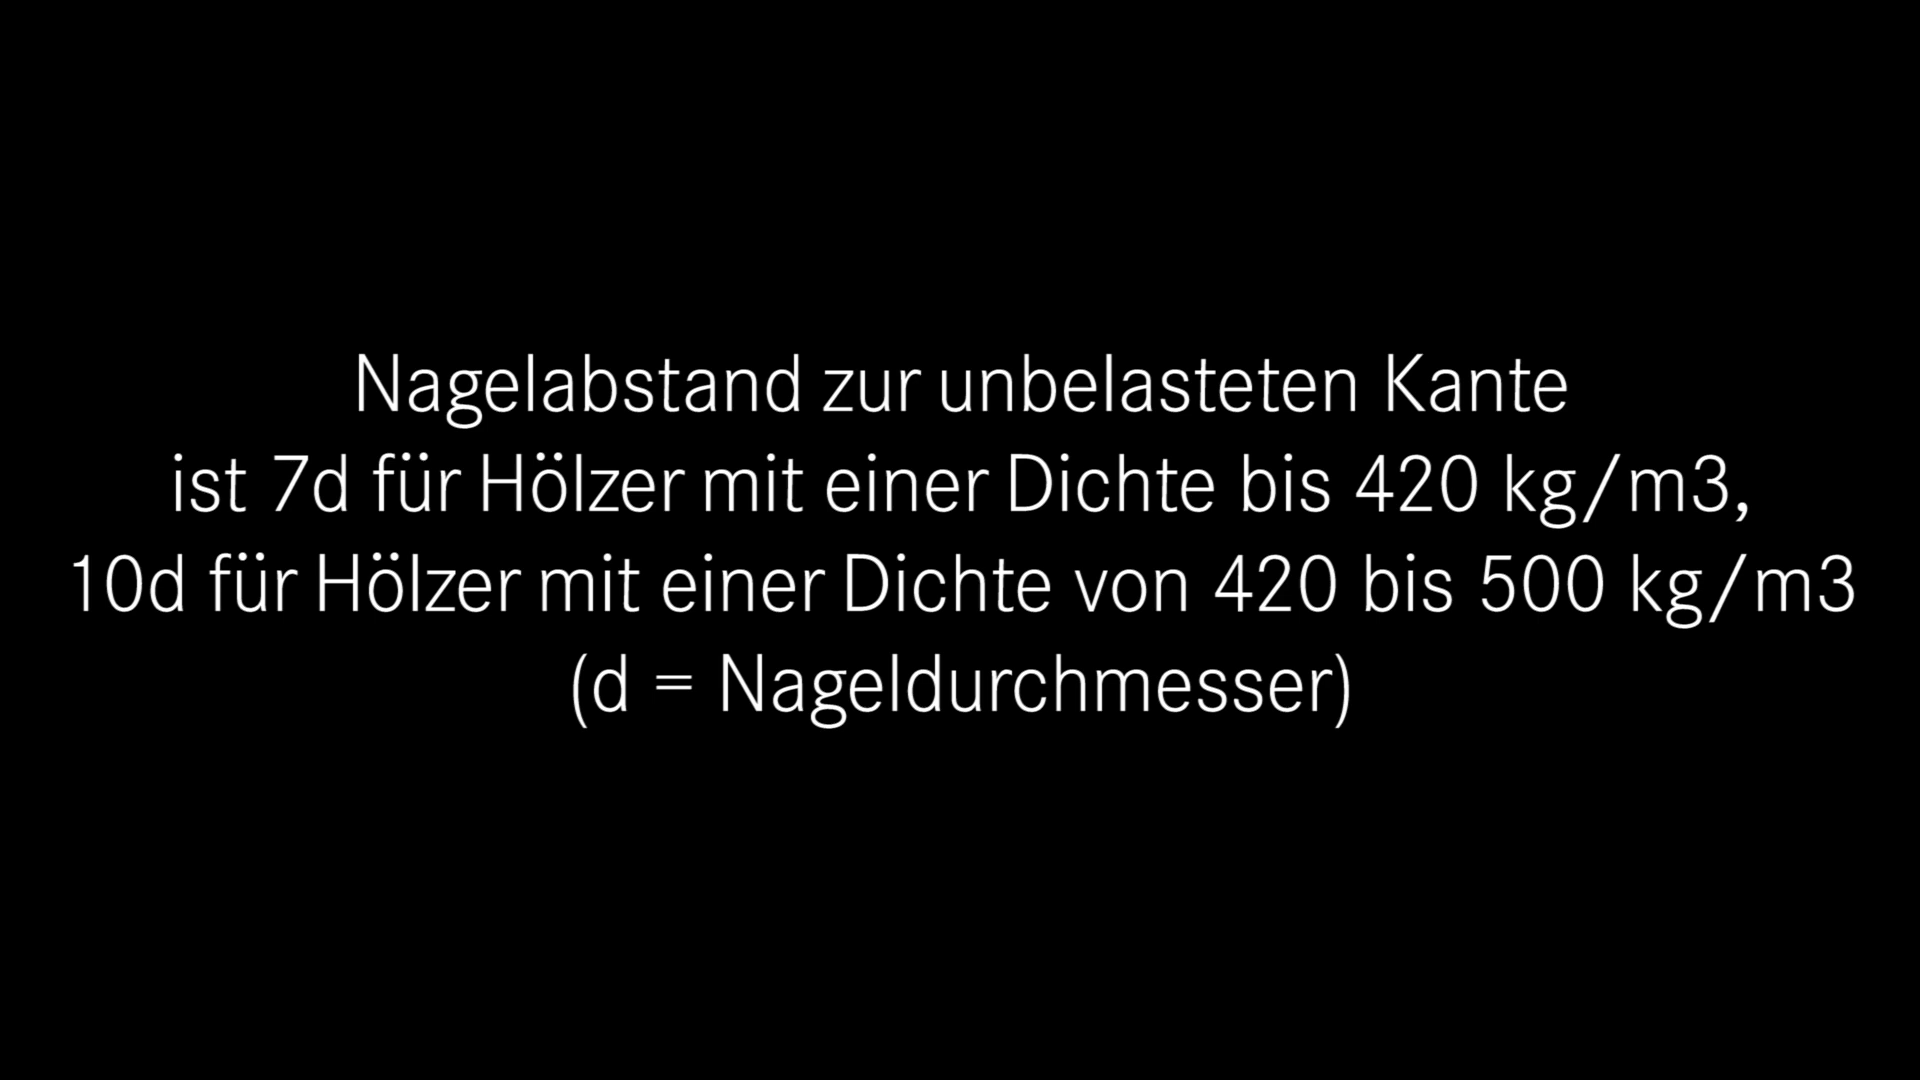 Nagelabstand zur unbelasteten Kante
ist 7d für Hölzer mit einer Dichte bis 420 kg/m3,
10d für Hölzer mit einer Dichte von 420 bis 500 kg/m3
(d = Nageldurchmesser)